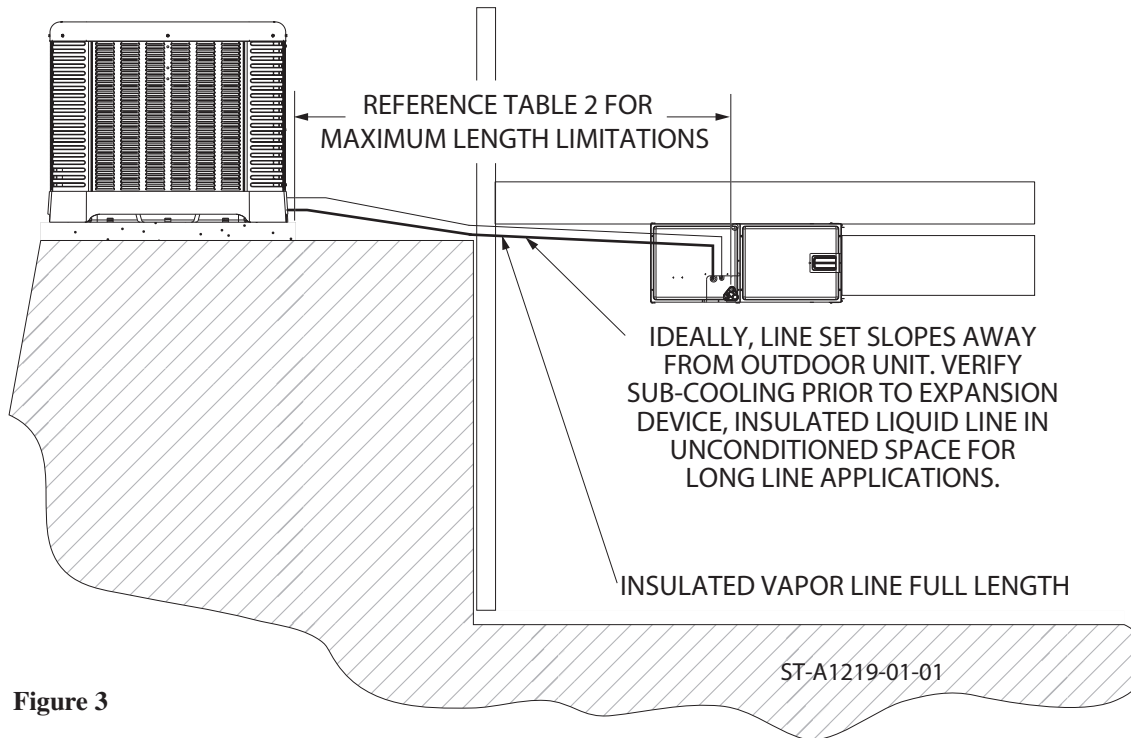 REFERENCE TABLE 2 FOR
MAXIMUM LENGTH LIMITATIONS
IDEALLY, LINE SET SLOPES AWAY
FROM OUTDOOR UNIT. VERIFY
SUB-COOLING PRIOR TO EXPANSION
DEVICE, INSULATED LIQUID LINE IN
UNCONDITIONED SPACE FOR
LONG LINE APPLICATIONS.
INSULATED VAPOR LINE FULL LENGTH
ST-A1219-01-01
Figure 3